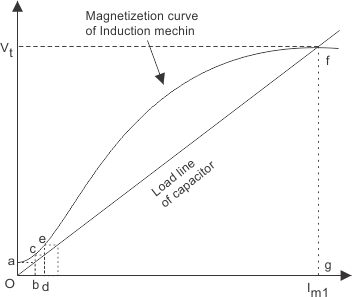 Magnetizetion curve
of Induction mechin
Vt
f
Load line
of capacitor
e
c
a
O
b
d
g
Im1